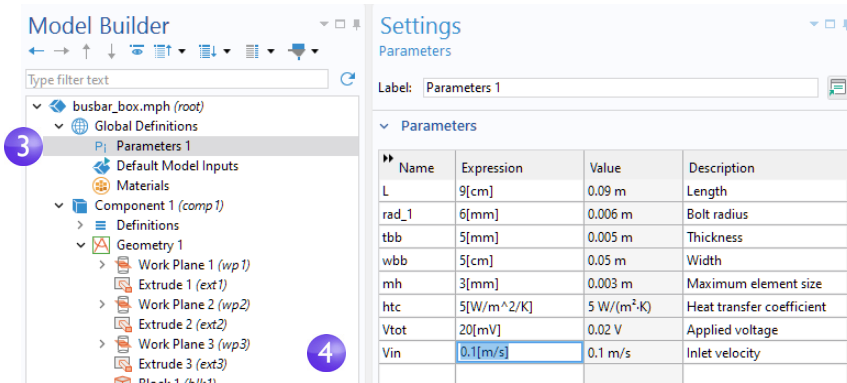 Model Builder
Type filter text
busbar_box.mph (root)
Global Definitions
3
Pi Parameters 1
Default Model Inputs
Materials
Component 1 (comp1)
Definitions
Geometry 1
Work Plane 1 (wp1)
Extrude 1 (ext1)
Work Plane 2 (wp2)
Extrude 2 (ext2)
Work Plane 3 (wp3)
4
Extrude 3 (ext3)
Block 1 (blk1)
Settings
Parameters
Label: Parameters 1
Parameters
Name Expression Value Description
L 9[cm] 0.09 m Length
rad_1 6[mm] 0.006 m Bolt radius
tbb 5[mm] 0.005 m Thickness
wbb 5[cm] 0.05 m Width
mh 3[mm] 0.003 m Maximum element size
htc 5[W/m^2/K] 5 W/(m²·K) Heat transfer coefficient
Vtot 20[mV] 0.02 V Applied voltage
Vin 0.1[m/s] 0.1 m/s Inlet velocity